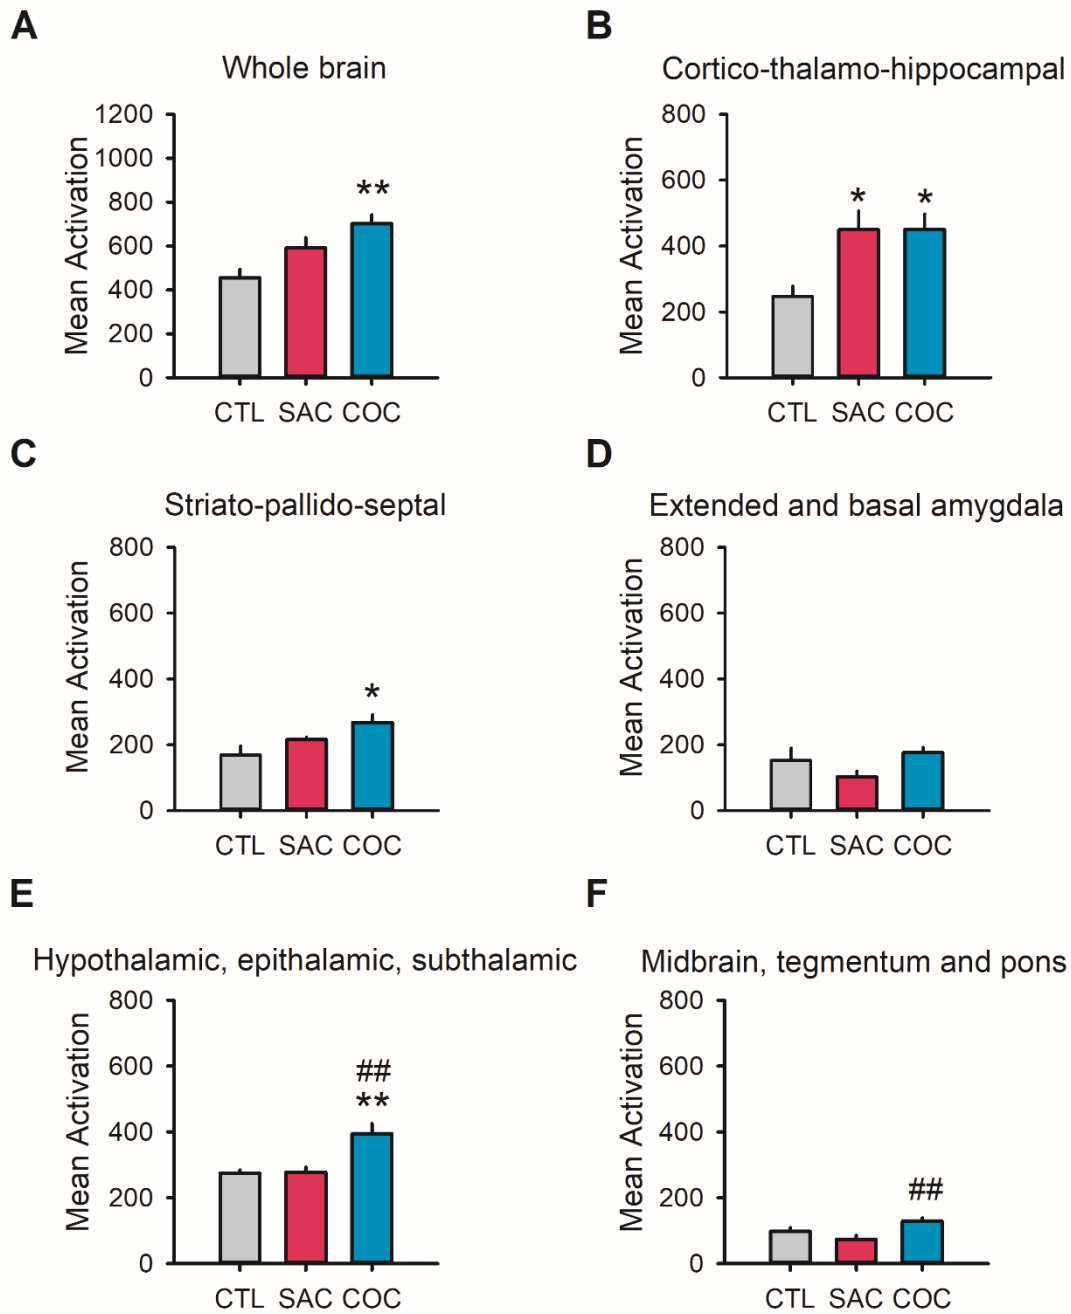 A
Whole brain
Mean Activation
1200
1000
800
600
400
200
0
**
CTL SAC COC
B
Cortico-thalamo-hippocampal
Mean Activation
800
600
400
200
0
* *
CTL SAC COC
C
Striato-pallido-septal
Mean Activation
800
600
400
200
0
*
CTL SAC COC
D
Extended and basal amygdala
Mean Activation
800
600
400
200
0
CTL SAC COC
E
Hypothalamic, epithalamic, subthalamic
Mean Activation
800
600
400
200
0
##
**
CTL SAC COC
F
Midbrain, tegmentum and pons
Mean Activation
800
600
400
200
0
##
CTL SAC COC